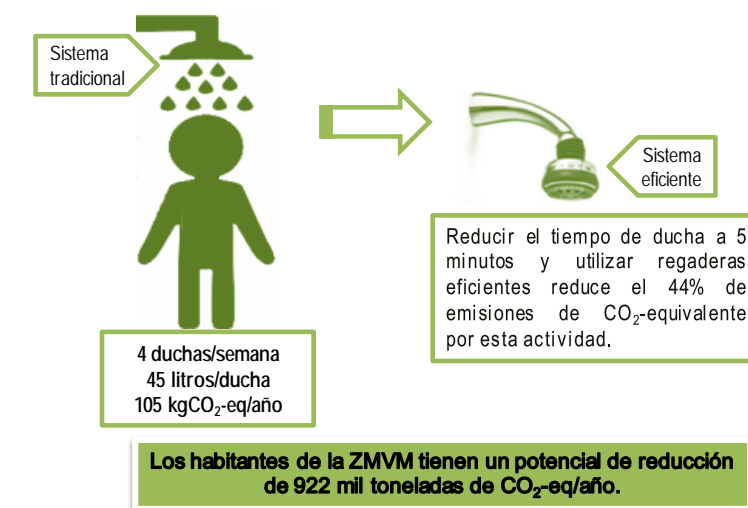 Sistema
tradicional
Sistema
eficiente
Reducir el tiempo de ducha a 5
minutos y utilizar regaderas
eficientes reduce el 44% de
emisiones de CO₂-equivalente
por esta actividad.
4 duchas/semana
45 litros/ducha
105 kgCO₂-eq/año
Los habitantes de la ZMVM tienen un potencial de reducción
de 922 mil toneladas de CO₂-eq/año.